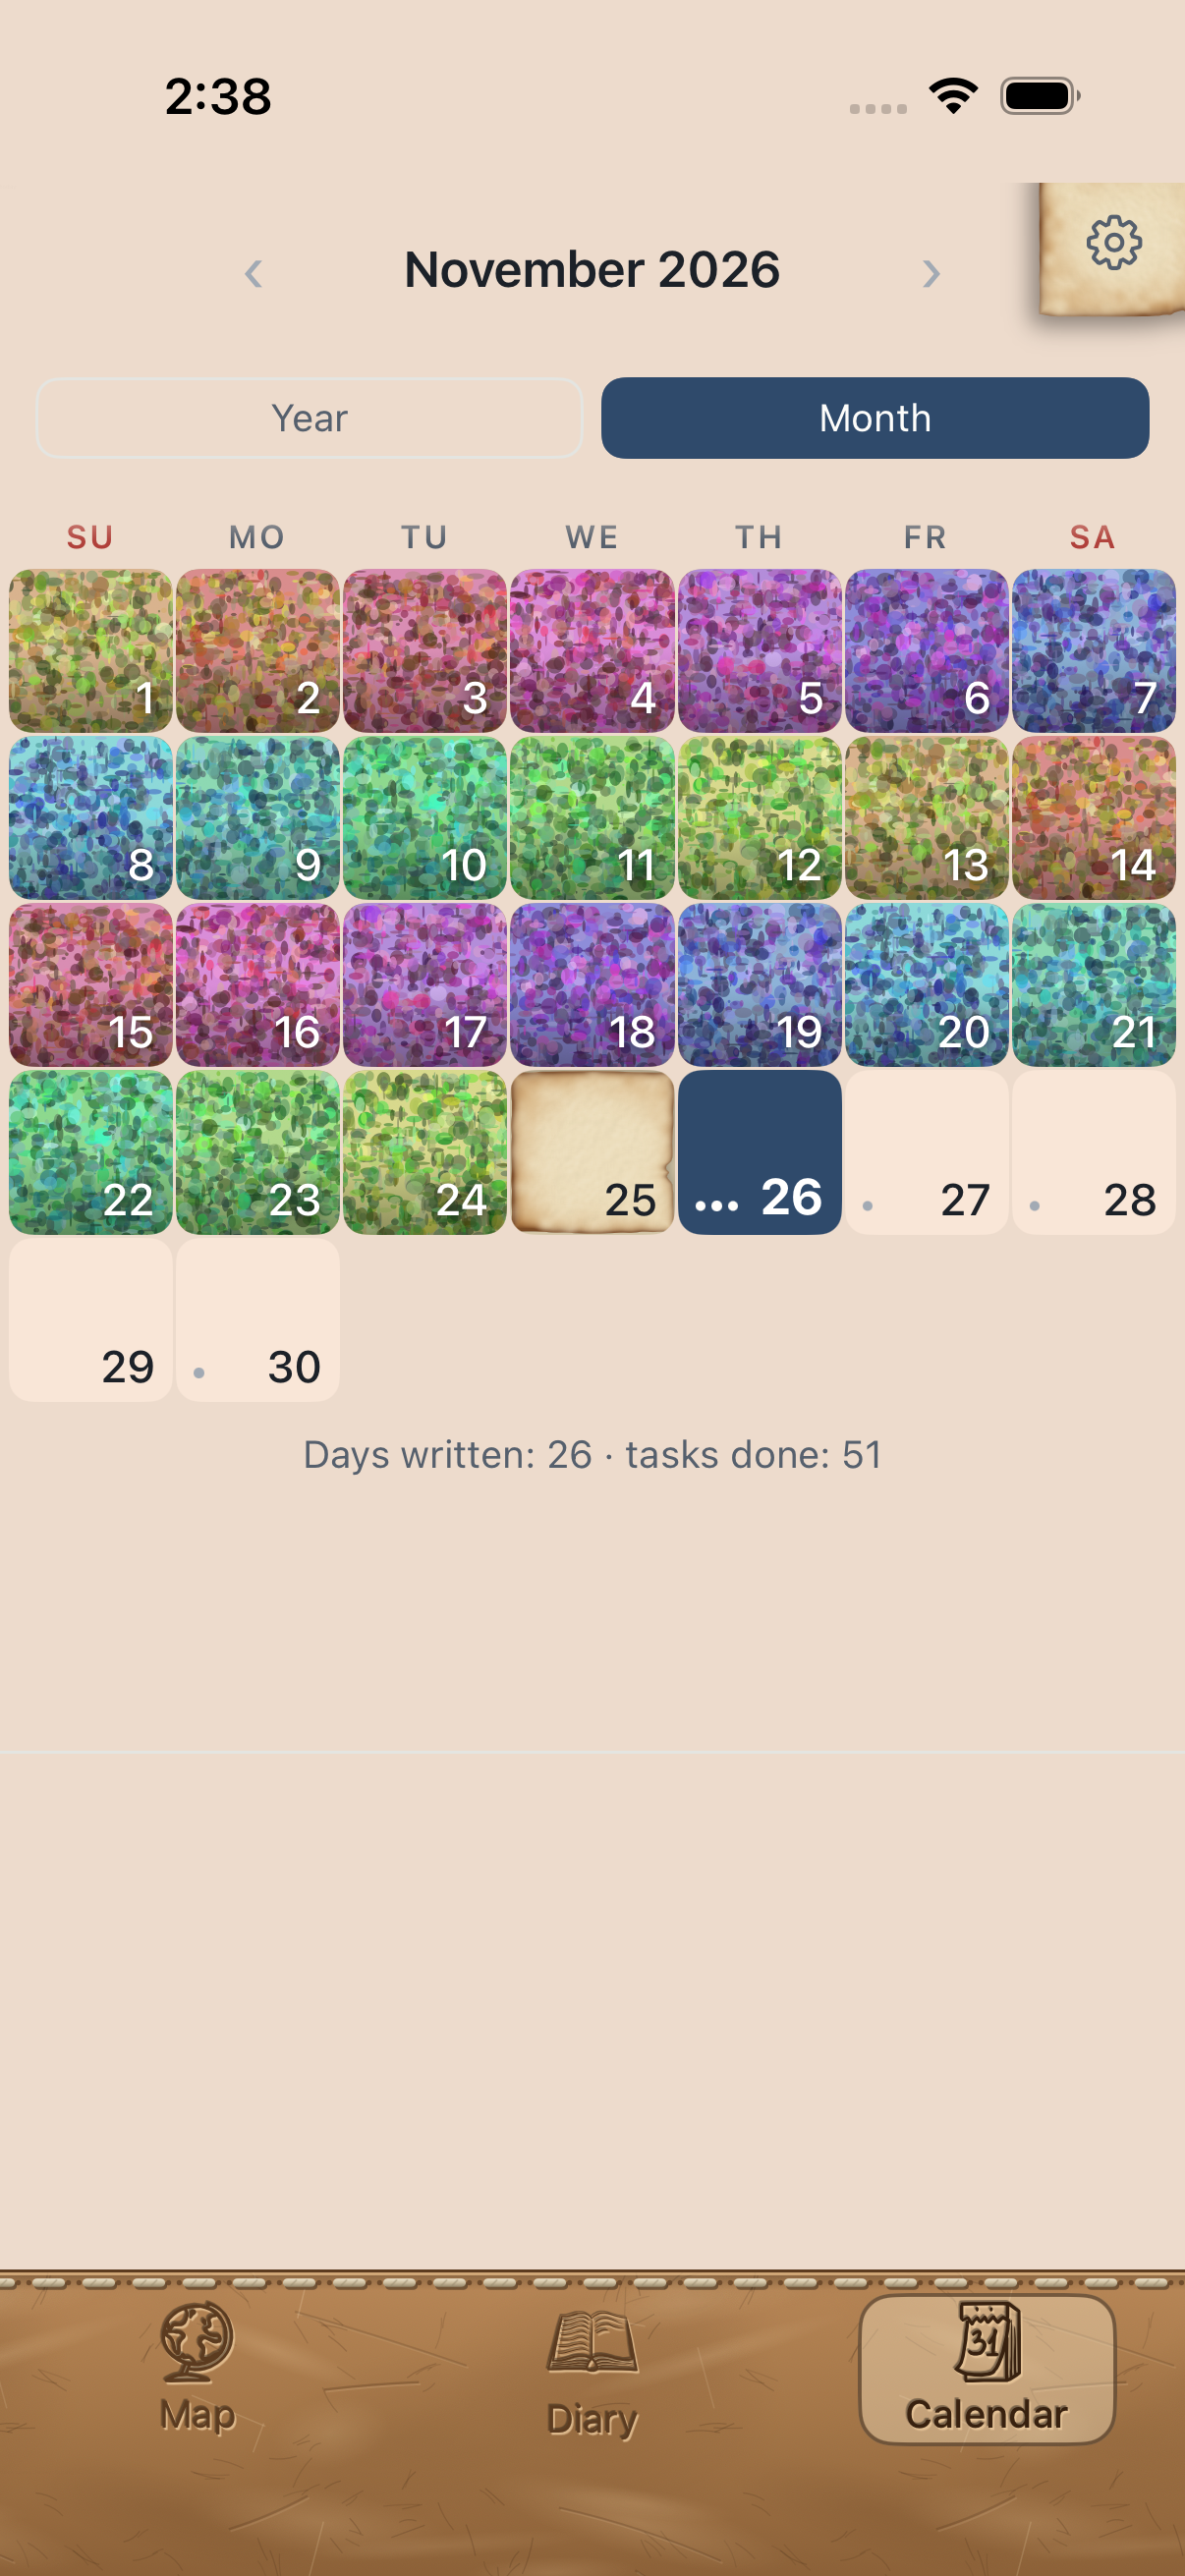 2:38
‹ November 2026 ›
Year Month
SU MO TU WE TH FR SA
1 2 3 4 5 6 7
8 9 10 11 12 13 14
15 16 17 18 19 20 21
22 23 24 25 ... 26 27 28
29 30
Days written: 26 · tasks done: 51
31
Map Diary Calendar